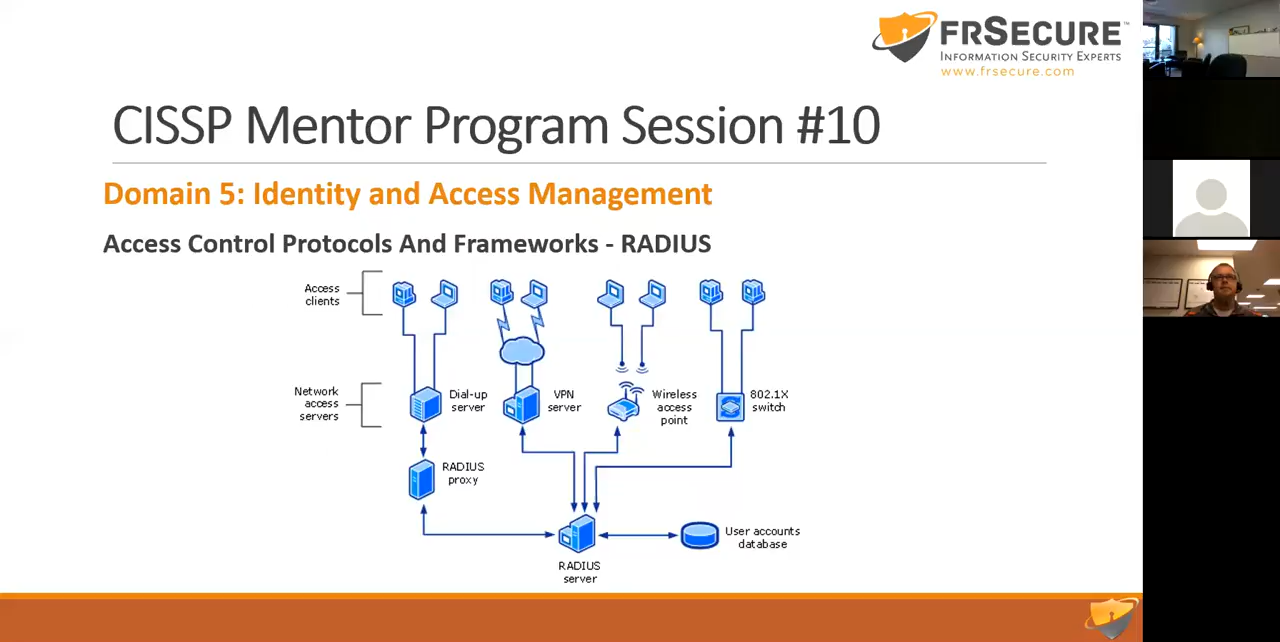 FRSECURE™
INFORMATION SECURITY EXPERTS
www.frsecure.com
CISSP Mentor Program Session #10
Domain 5: Identity and Access Management
Access Control Protocols And Frameworks - RADIUS
Access
clients
Network
access
servers
Dial-up
server
VPN
server
Wireless
access
point
802.1X
switch
RADIUS
proxy
User accounts
database
RADIUS
server